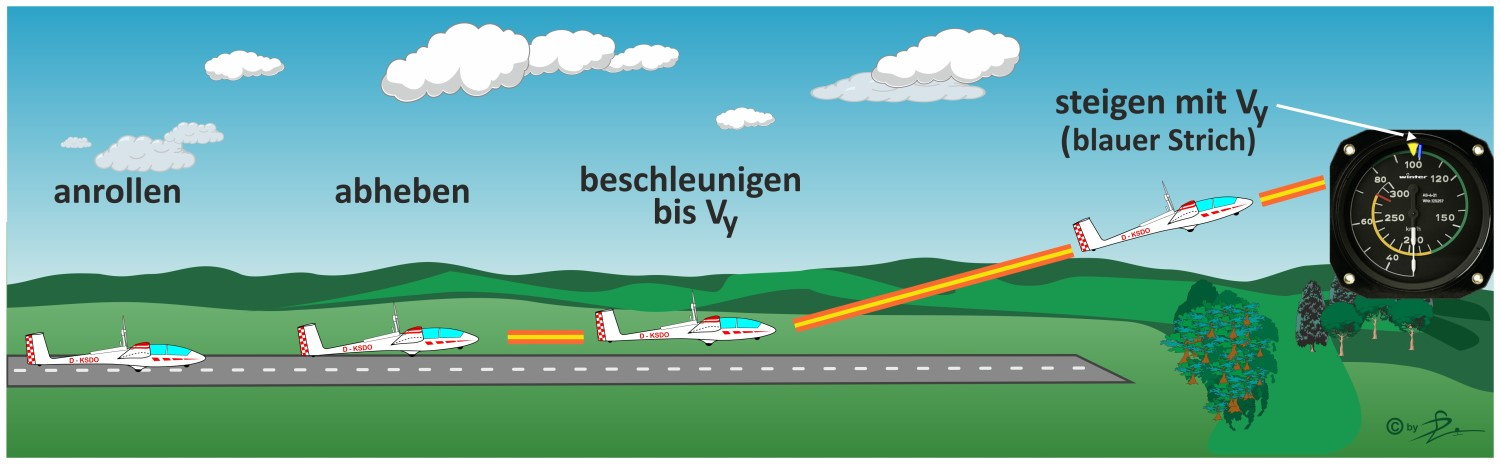 anrollen
abheben
beschleunigen
bis Vy
steigen mit Vy
(blauer Strich)
100
120
150
200
40
60
80
300
250
winter
km/h
D - KSDO
D - KSDO
D - KSDO
D - KSDO
© by